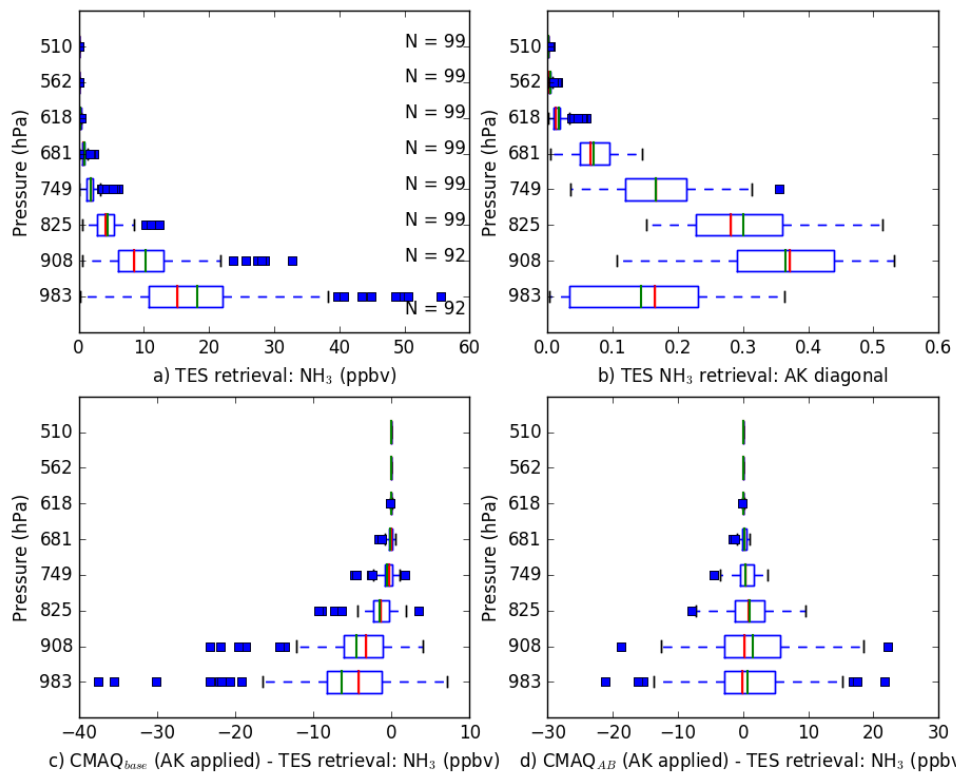 Pressure (hPa)
510
562
618
681
749
825
908
983
N = 99
N = 99
N = 99
N = 99
N = 99
N = 99
N = 92
N = 92
0 10 20 30 40 50 60
a) TES retrieval: NH₃ (ppbv)
Pressure (hPa)
510
562
618
681
749
825
908
983
0.0 0.1 0.2 0.3 0.4 0.5 0.6
b) TES NH₃ retrieval: AK diagonal
Pressure (hPa)
510
562
618
681
749
825
908
983
−40 −30 −20 −10 0 10
c) CMAQbase (AK applied) - TES retrieval: NH₃ (ppbv)
Pressure (hPa)
510
562
618
681
749
825
908
983
−30 −20 −10 0 10 20 30
d) CMAQAB (AK applied) - TES retrieval: NH₃ (ppbv